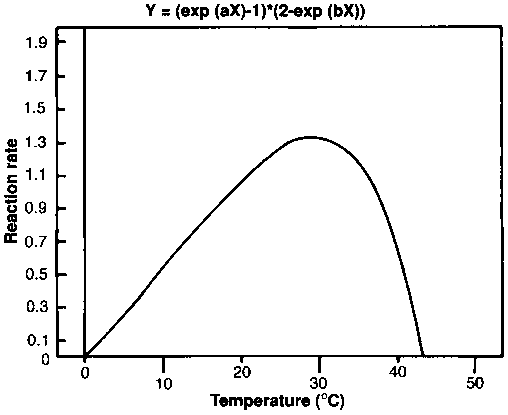 Y = (exp (aX)-1)*(2-exp (bX))
1.9
1.7
1.5
1.3
1.1
0.9
0.7
0.5
0.3
0.1
0
Reaction rate
0 10 20 30 40 50
Temperature (°C)